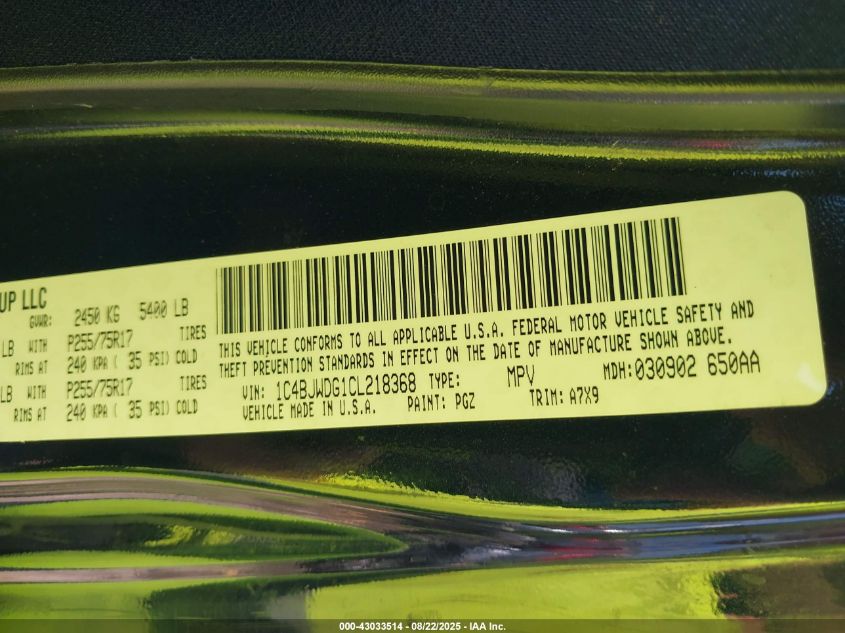 UP LLC
GVWR: 2450 KG 5400 LB
LB WITH P255/75R17 TIRES
RIMS AT 240 KPA ( 35 PSI) COLD
LB WITH P255/75R17 TIRES
RIMS AT 240 KPA ( 35 PSI) COLD
THIS VEHICLE CONFORMS TO ALL APPLICABLE U.S.A. FEDERAL MOTOR VEHICLE SAFETY AND
THEFT PREVENTION STANDARDS IN EFFECT ON THE DATE OF MANUFACTURE SHOWN ABOVE.
VIN: 1C4BJWDG1CL218368 TYPE: MPV MDH: 030902 650AA
VEHICLE MADE IN U.S.A. PAINT: PGZ TRIM: A7X9
000-43033514 - 08/22/2025 - IAA Inc.